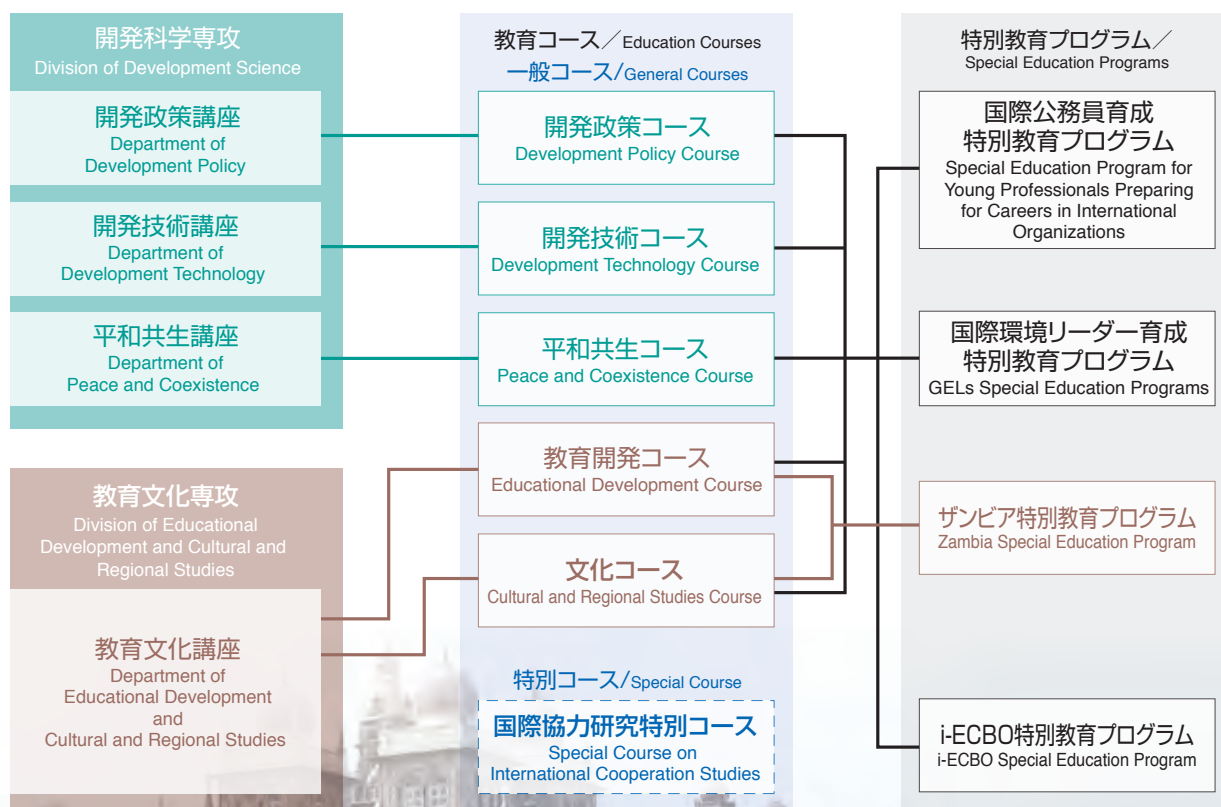 開発科学専攻
Division of Development Science
開発政策講座
Department of
Development Policy
開発技術講座
Department of
Development Technology
平和共生講座
Department of
Peace and Coexistence
教育文化専攻
Division of Educational
Development and Cultural and
Regional Studies
教育文化講座
Department of
Educational Development
and
Cultural and Regional Studies
教育コース／Education Courses
一般コース/General Courses
開発政策コース
Development Policy Course
開発技術コース
Development Technology Course
平和共生コース
Peace and Coexistence Course
教育開発コース
Educational Development Course
文化コース
Cultural and Regional Studies Course
特別コース/Special Course
国際協力研究特別コース
Special Course on
International Cooperation Studies
特別教育プログラム／
Special Education Programs
国際公務員育成
特別教育プログラム
Special Education Program for
Young Professionals Preparing
for Careers in International
Organizations
国際環境リーダー育成
特別教育プログラム
GELs Special Education Programs
ザンビア特別教育プログラム
Zambia Special Education Program
i-ECBO特別教育プログラム
i-ECBO Special Education Program